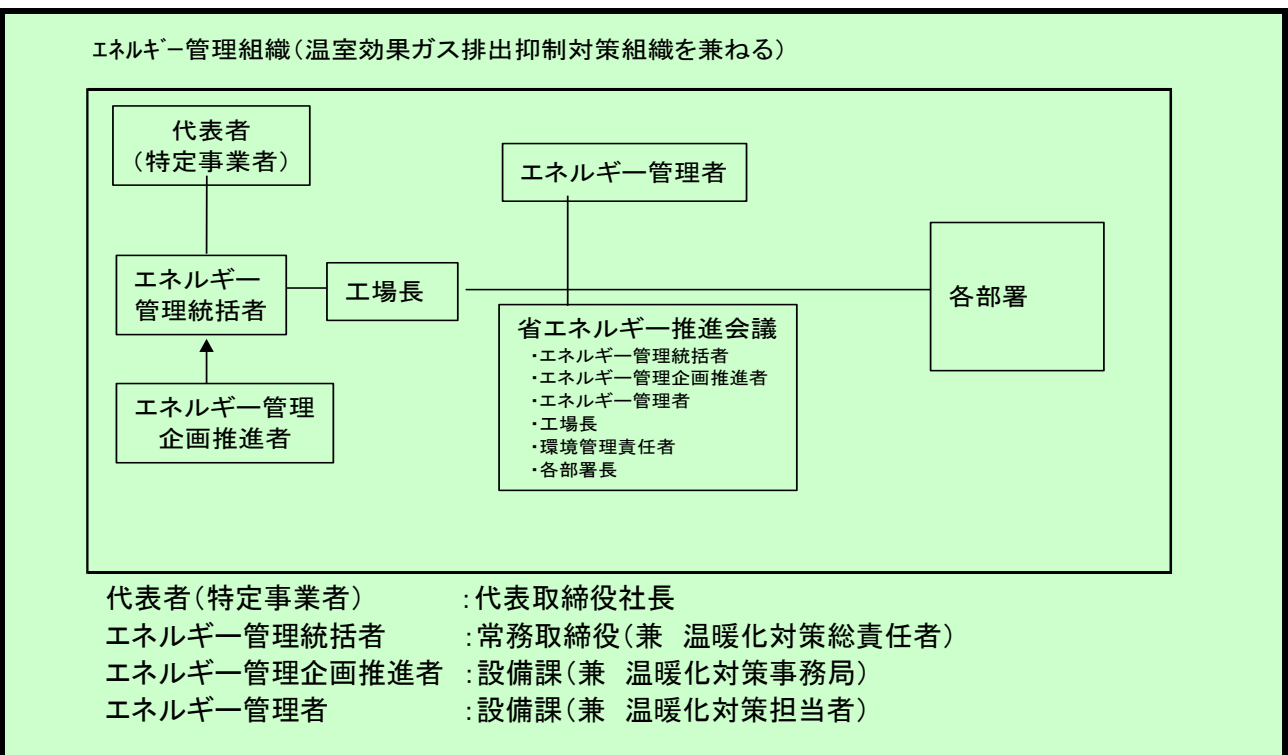 ｴﾈﾙｷﾞｰ管理組織（温室効果ガス排出抑制対策組織を兼ねる）
代表者
（特定事業者）
エネルギー管理者
エネルギー
管理統括者
工場長
各部署
省エネルギー推進会議
・エネルギー管理統括者
・エネルギー管理企画推進者
・エネルギー管理者
・工場長
・環境管理責任者
・各部署長
エネルギー管理
企画推進者
代表者（特定事業者）　：代表取締役社長
エネルギー管理統括者　：常務取締役（兼　温暖化対策総責任者）
エネルギー管理企画推進者　：設備課（兼　温暖化対策事務局）
エネルギー管理者　：設備課（兼　温暖化対策担当者）